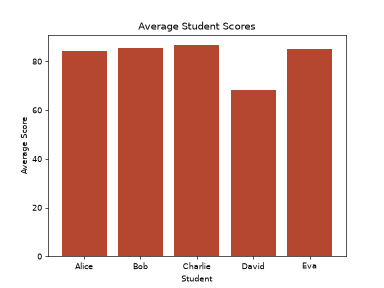 Average Student Scores
Average Score
80
60
40
20
0
Alice Bob Charlie David Eva
Student